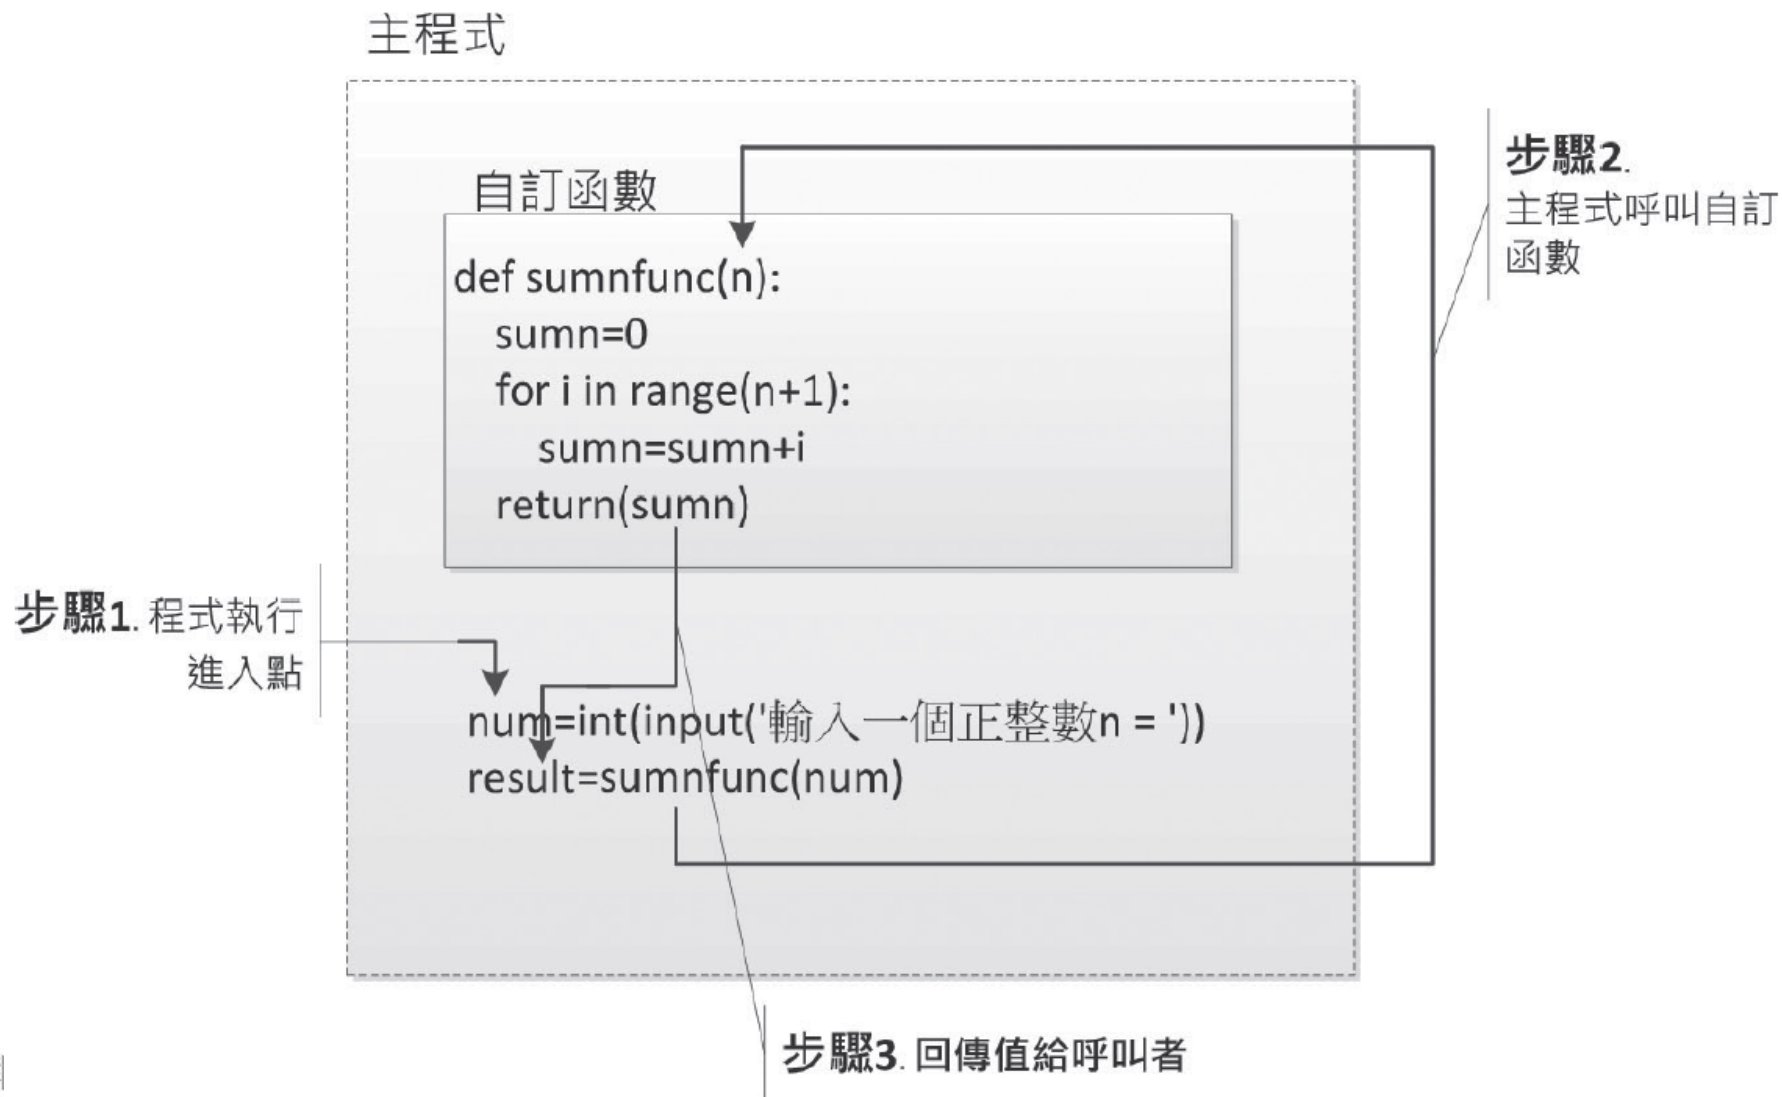 主程式
自訂函數
def sumnfunc(n):
sumn=0
for i in range(n+1):
sumn=sumn+i
return(sumn)
步驟1. 程式執行
進入點
num=int(input('輸入一個正整數n = '))
result=sumnfunc(num)
步驟2.
主程式呼叫自訂
函數
步驟3. 回傳值給呼叫者